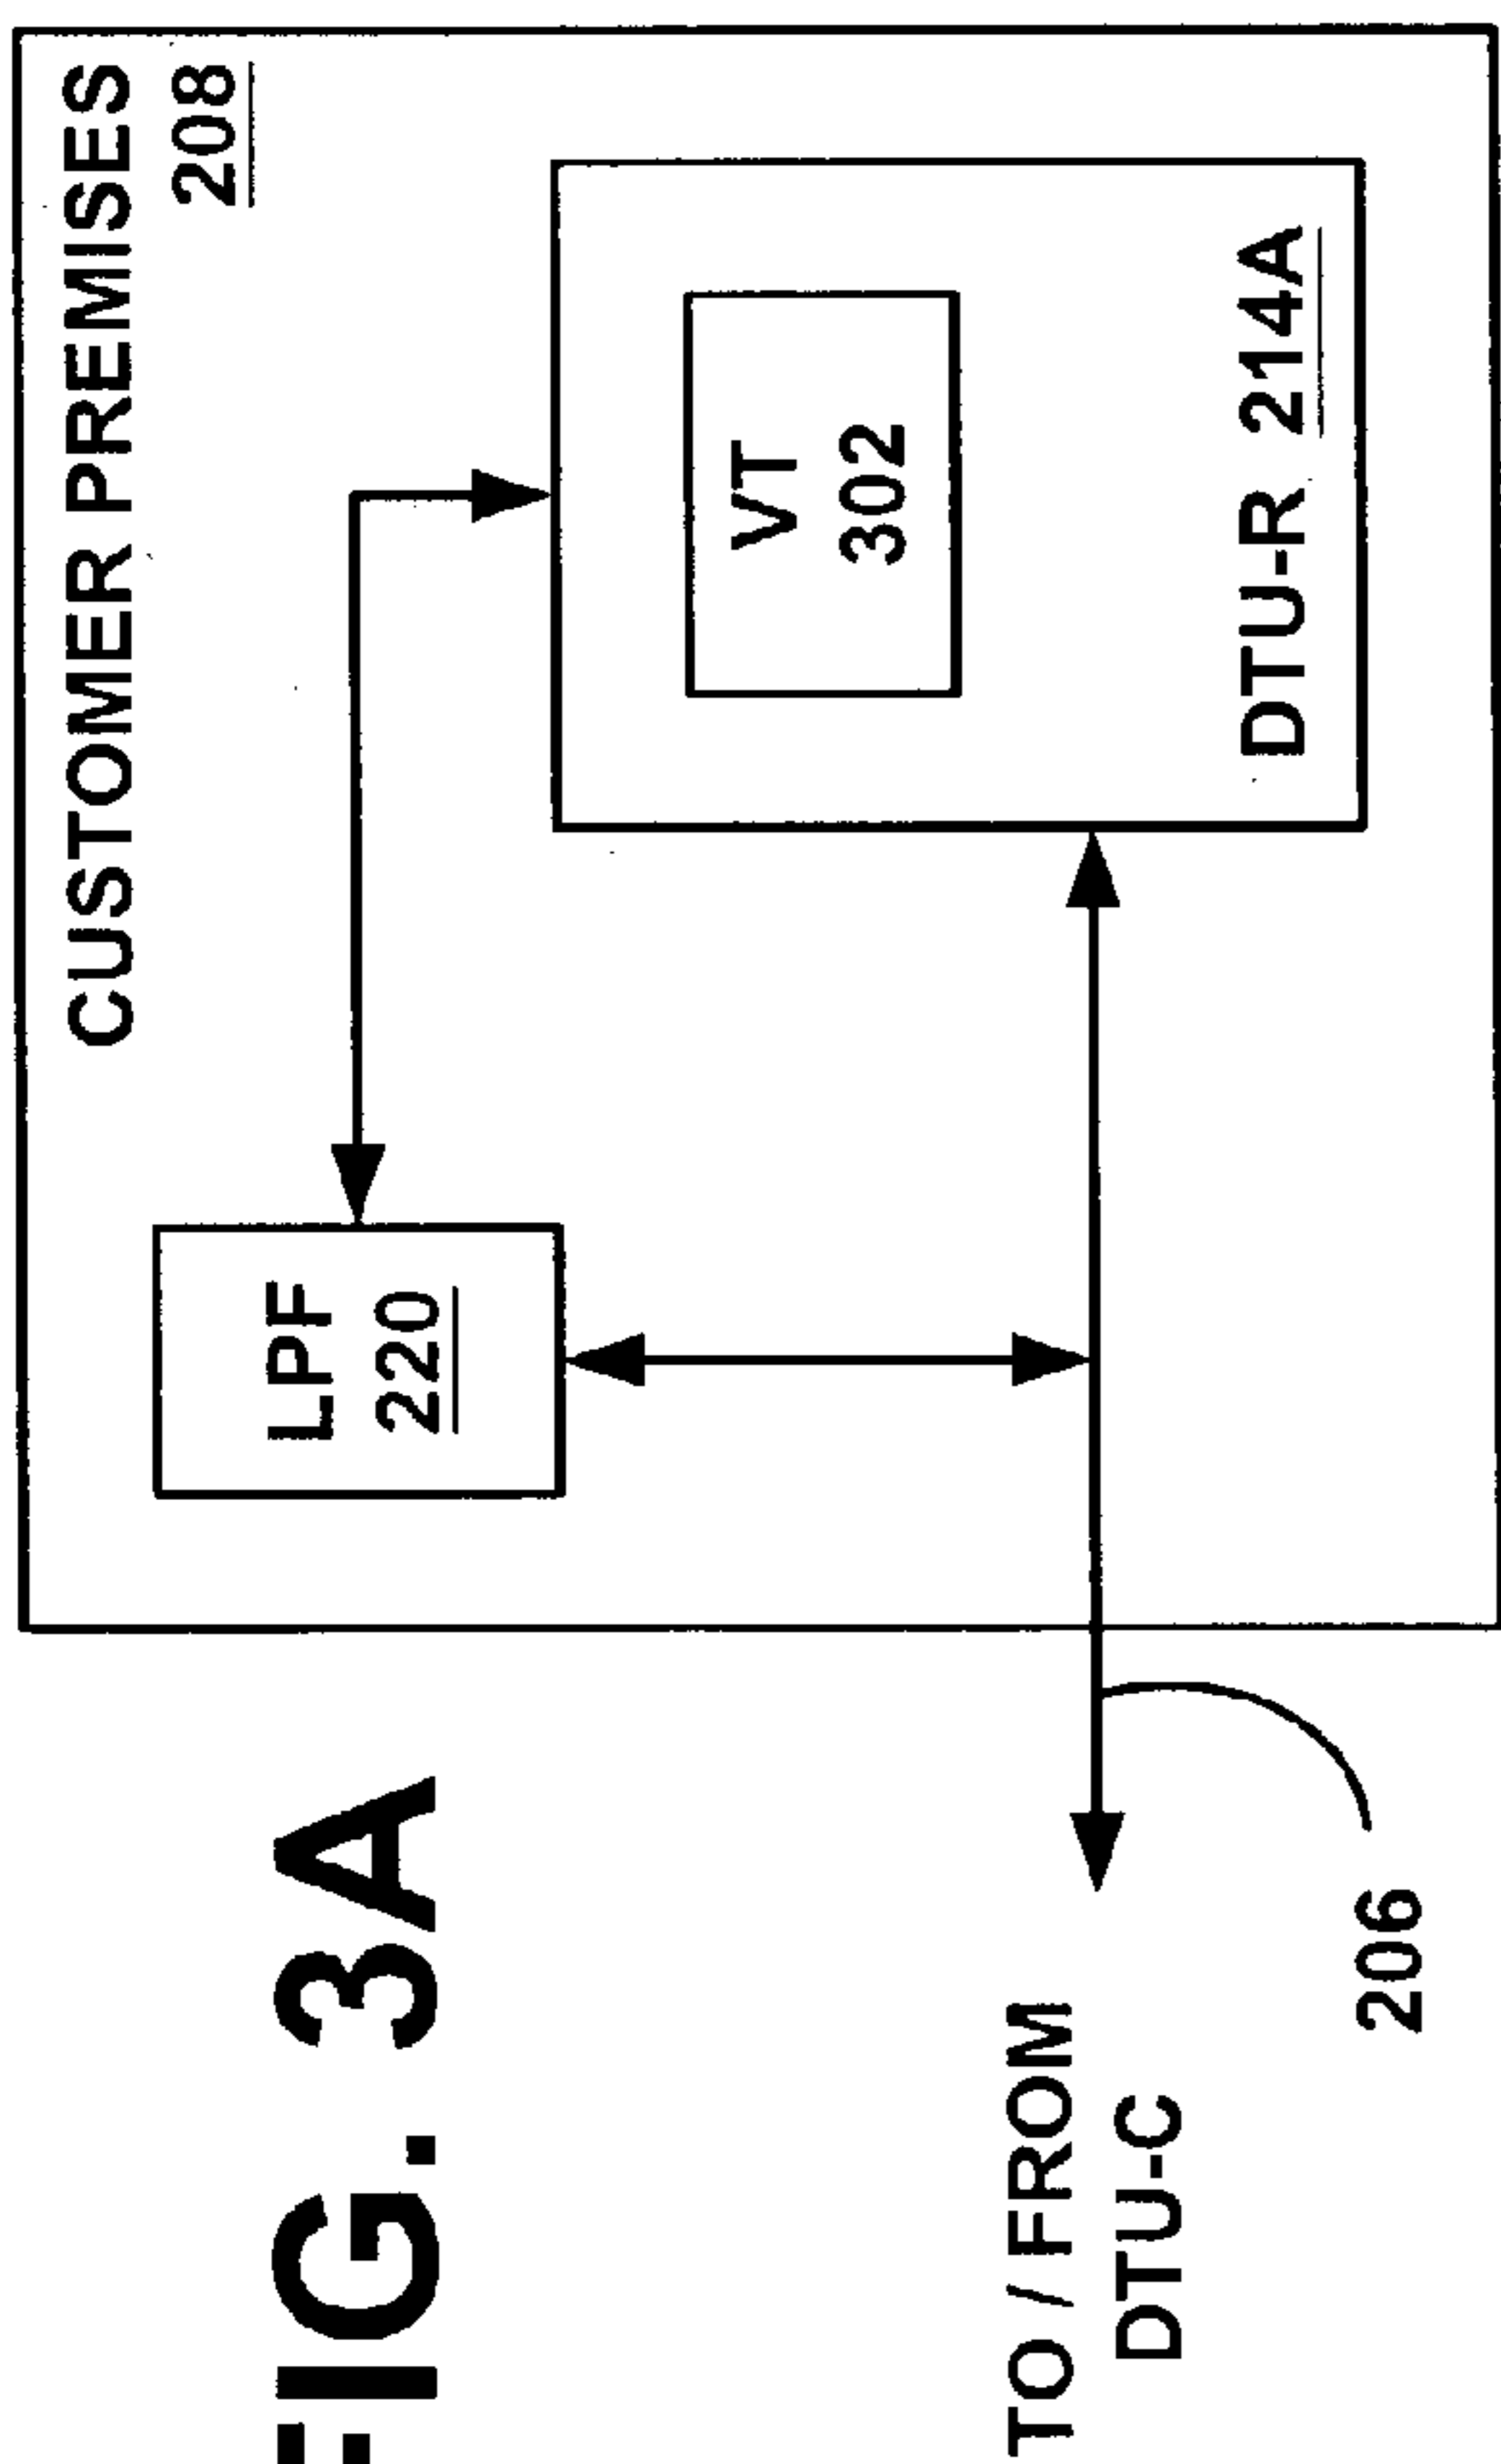 FIG. 3A
CUSTOMER PREMISES
208
LPF
220
VT
302
DTU-R 214A
TO / FROM
DTU-C
206